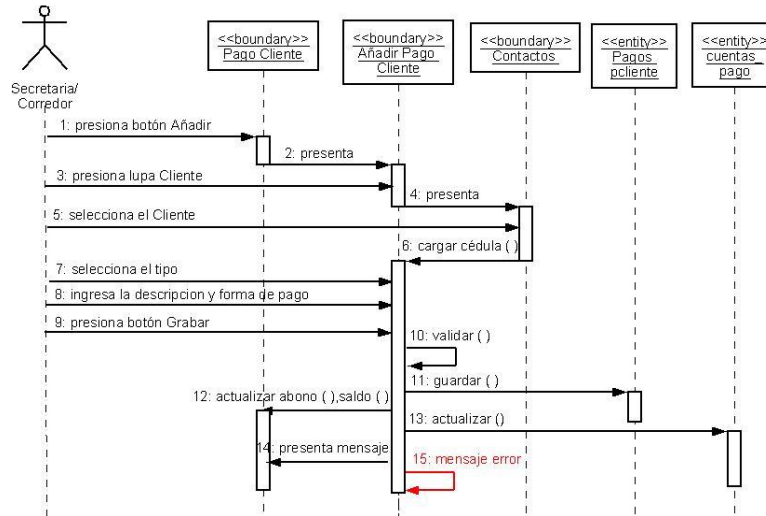 <<boundary>>
Pago Cliente
<<boundary>>
Añadir Pago
Cliente
<<boundary>>
Contactos
<<entity>>
Pagos
pcliente
<<entity>>
cuentas_
pago
Secretaria/
Corredor
1: presiona botón Añadir
2: presenta
3: presiona lupa Cliente
4: presenta
5: selecciona el Cliente
6: cargar cédula ( )
7: selecciona el tipo
8: ingresa la descripcion y forma de pago
9: presiona botón Grabar
10: validar ( )
11: guardar ( )
12: actualizar abono ( ),saldo ( )
13: actualizar ()
14: presenta mensaje
15: mensaje error